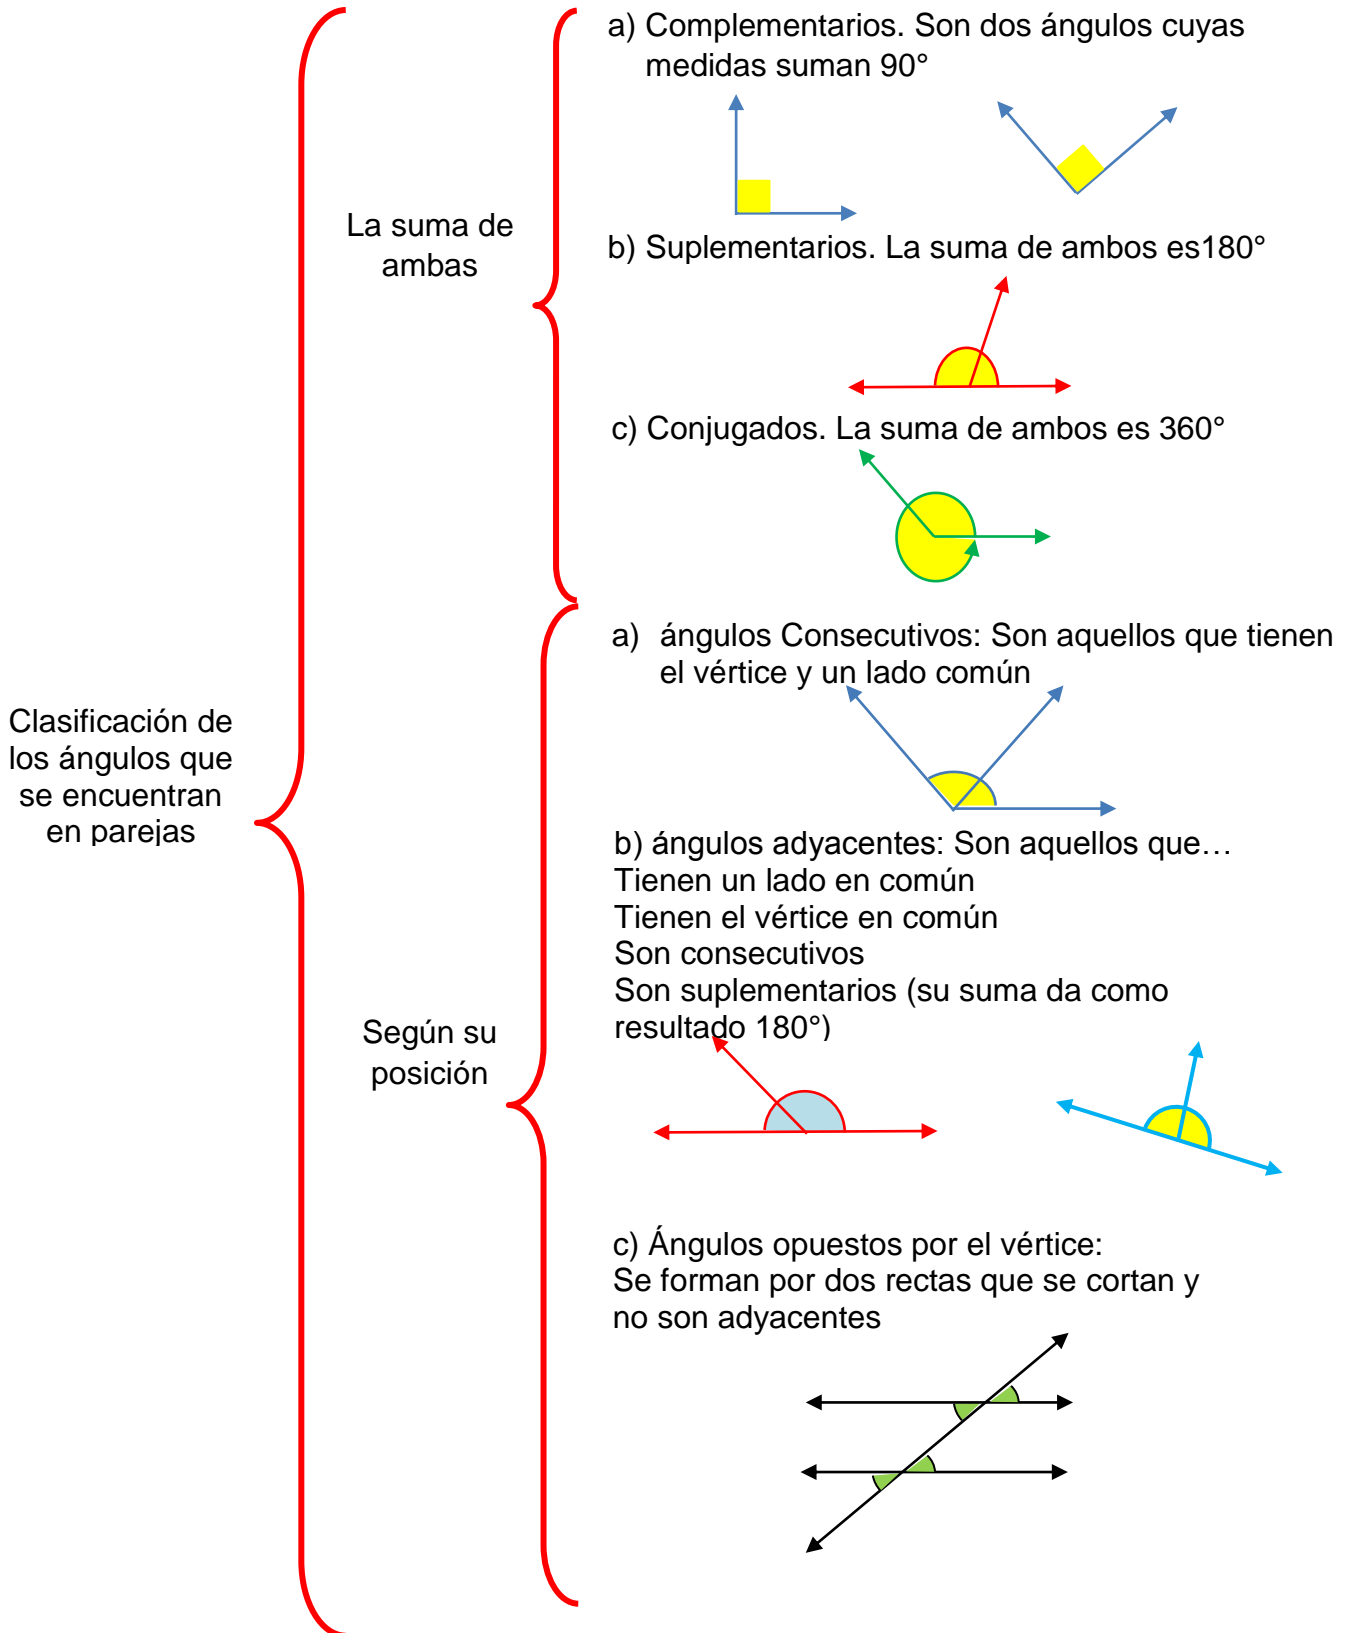 a) Complementarios. Son dos ángulos cuyas
medidas suman 90°
La suma de
ambas
b) Suplementarios. La suma de ambos es180°
c) Conjugados. La suma de ambos es 360°
a) ángulos Consecutivos: Son aquellos que tienen
el vértice y un lado común
Clasificación de
los ángulos que
se encuentran
en parejas
b) ángulos adyacentes: Son aquellos que…
Tienen un lado en común
Tienen el vértice en común
Son consecutivos
Son suplementarios (su suma da como
resultado 180°)
Según su
posición
c) Ángulos opuestos por el vértice:
Se forman por dos rectas que se cortan y
no son adyacentes